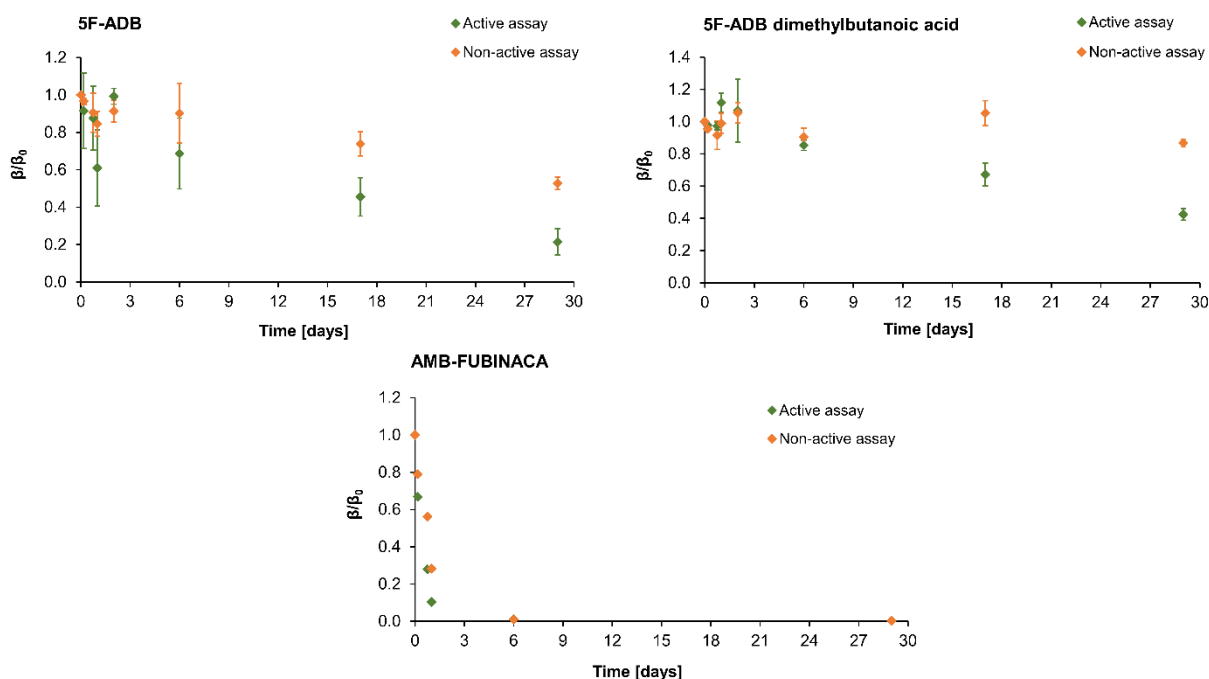 5F-ADB
Active assay
Non-active assay
1.2
1.0
0.8
0.6
0.4
0.2
0.0
β/β₀
0 3 6 9 12 15 18 21 24 27 30
Time [days]
5F-ADB dimethylbutanoic acid
Active assay
Non-active assay
1.4
1.2
1.0
0.8
0.6
0.4
0.2
0.0
β/β₀
0 3 6 9 12 15 18 21 24 27 30
Time [days]
AMB-FUBINACA
Active assay
Non-active assay
1.2
1.0
0.8
0.6
0.4
0.2
0.0
β/β₀
0 3 6 9 12 15 18 21 24 27 30
Time [days]